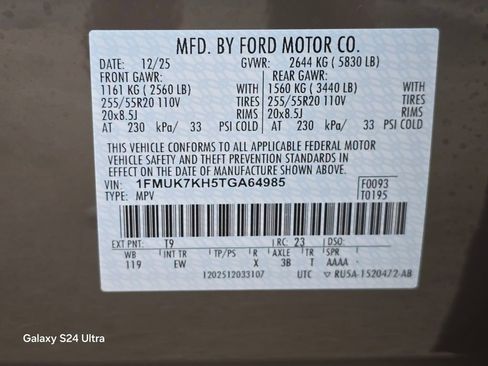 MFD. BY FORD MOTOR CO.
DATE: 12/25 GVWR: 2644 KG ( 5830 LB)
FRONT GAWR: REAR GAWR:
1161 KG ( 2560 LB) WITH 1560 KG ( 3440 LB) WITH
255/55R20 110V TIRES 255/55R20 110V TIRES
20x8.5J RIMS 20x8.5J RIMS
AT 230 kPa/ 33 PSI COLD AT 230 kPa/ 33 PSI COLD
THIS VEHICLE CONFORMS TO ALL APPLICABLE FEDERAL MOTOR
VEHICLE SAFETY AND THEFT PREVENTION STANDARDS IN
EFFECT ON THE DATE OF MANUFACTURE SHOWN ABOVE.
VIN: 1FMUK7KH5TGA64985 F0093
TYPE: MPV T0195
EXT PNT: T9 RC: 23 DSO:
WB INT TR TP/PS R AXLE TR SPR
119 EW X 3B T AAAA
1202512033107 UTC ▽ RU5A-1520472-AB
Galaxy S24 Ultra